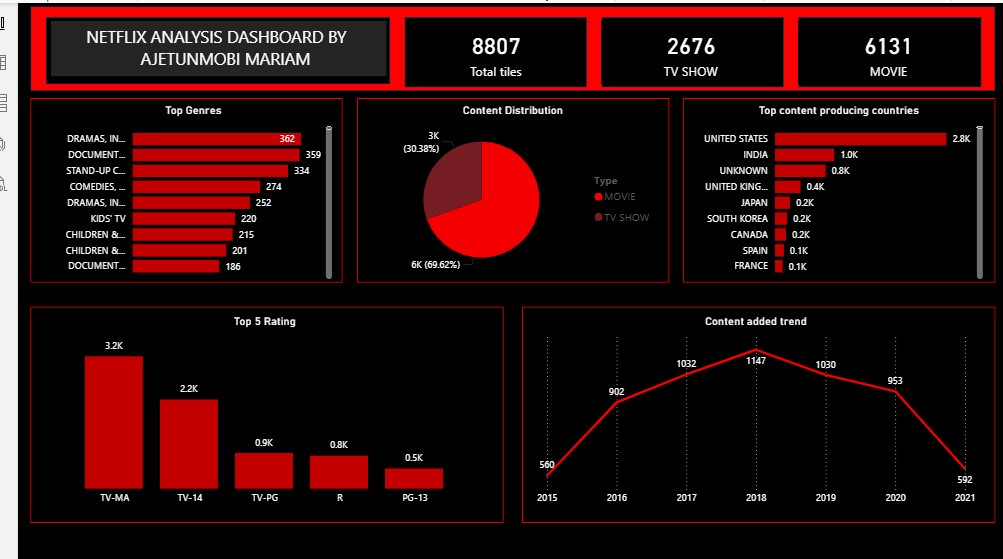 NETFLIX ANALYSIS DASHBOARD BY
AJETUNMOBI MARIAM
8807
Total tiles
2676
TV SHOW
6131
MOVIE
Top Genres
DRAMAS, IN... 362
DOCUMENT... 359
STAND-UP C... 334
COMEDIES, ... 274
DRAMAS, IN... 252
KIDS' TV 220
CHILDREN &... 215
CHILDREN &... 201
DOCUMENT... 186
Content Distribution
3K
(30.38%)
6K (69.62%)
Type
MOVIE
TV SHOW
Top content producing countries
UNITED STATES 2.8K
INDIA 1.0K
UNKNOWN 0.8K
UNITED KING... 0.4K
JAPAN 0.2K
SOUTH KOREA 0.2K
CANADA 0.2K
SPAIN 0.1K
FRANCE 0.1K
Top 5 Rating
3.2K
2.2K
0.9K
0.8K
0.5K
TV-MA TV-14 TV-PG R PG-13
Content added trend
560
902
1032
1147
1030
953
592
2015 2016 2017 2018 2019 2020 2021